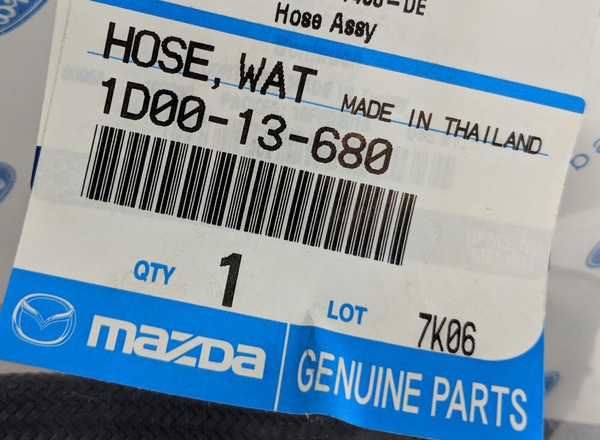 Hose Assy
HOSE, WAT
MADE IN THAILAND
1D00-13-680
QTY 1
LOT 7K06
mazda
GENUINE PARTS